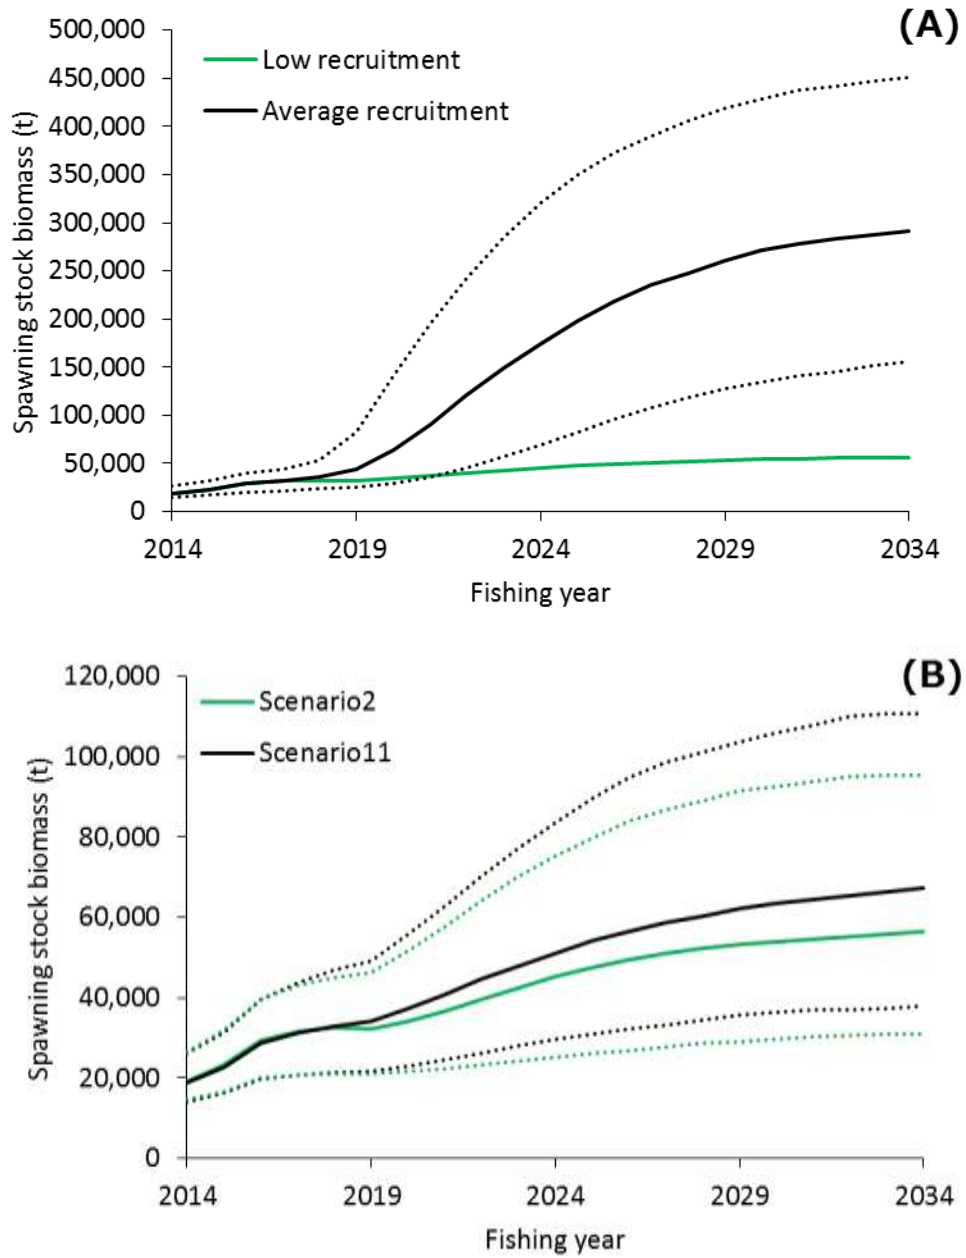 (A)
500,000
450,000
400,000
350,000
300,000
250,000
200,000
150,000
100,000
50,000
0
Spawning stock biomass (t)
Low recruitment
Average recruitment
2014 2019 2024 2029 2034
Fishing year
(B)
120,000
100,000
80,000
60,000
40,000
20,000
0
Spawning stock biomass (t)
Scenario2
Scenario11
2014 2019 2024 2029 2034
Fishing year